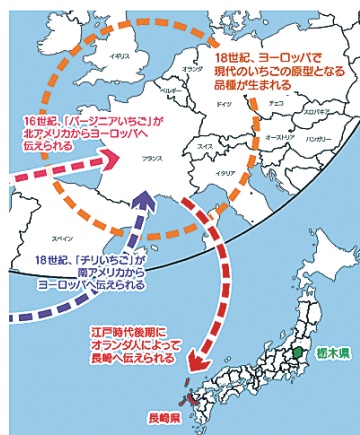 18世紀、ヨーロッパで
現代のいちごの原型となる
品種が生まれる
イギリス
オランダ
ベルギー
ドイツ
チェコ
スロバキア
オーストリア
ハンガリー
スイス
フランス
イタリア
スペイン
16世紀、「バージニアいちご」が
北アメリカからヨーロッパへ
伝えられる
18世紀、「チリいちご」が
南アメリカから
ヨーロッパへ伝えられる
江戸時代後期に
オランダ人によって
長崎へ伝えられる
栃木県
長崎県